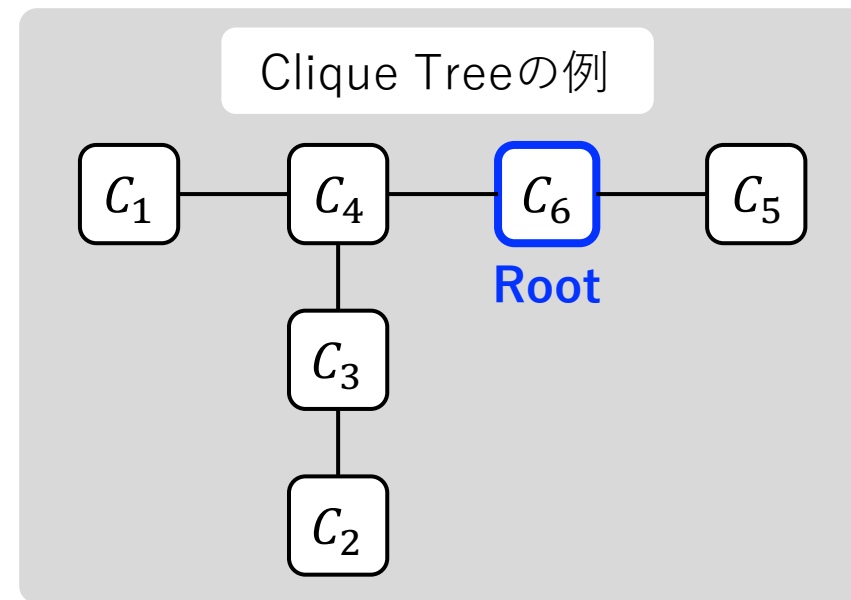 Clique Treeの例
C₁ C₄ C₆ C₅
Root
C₃
C₂